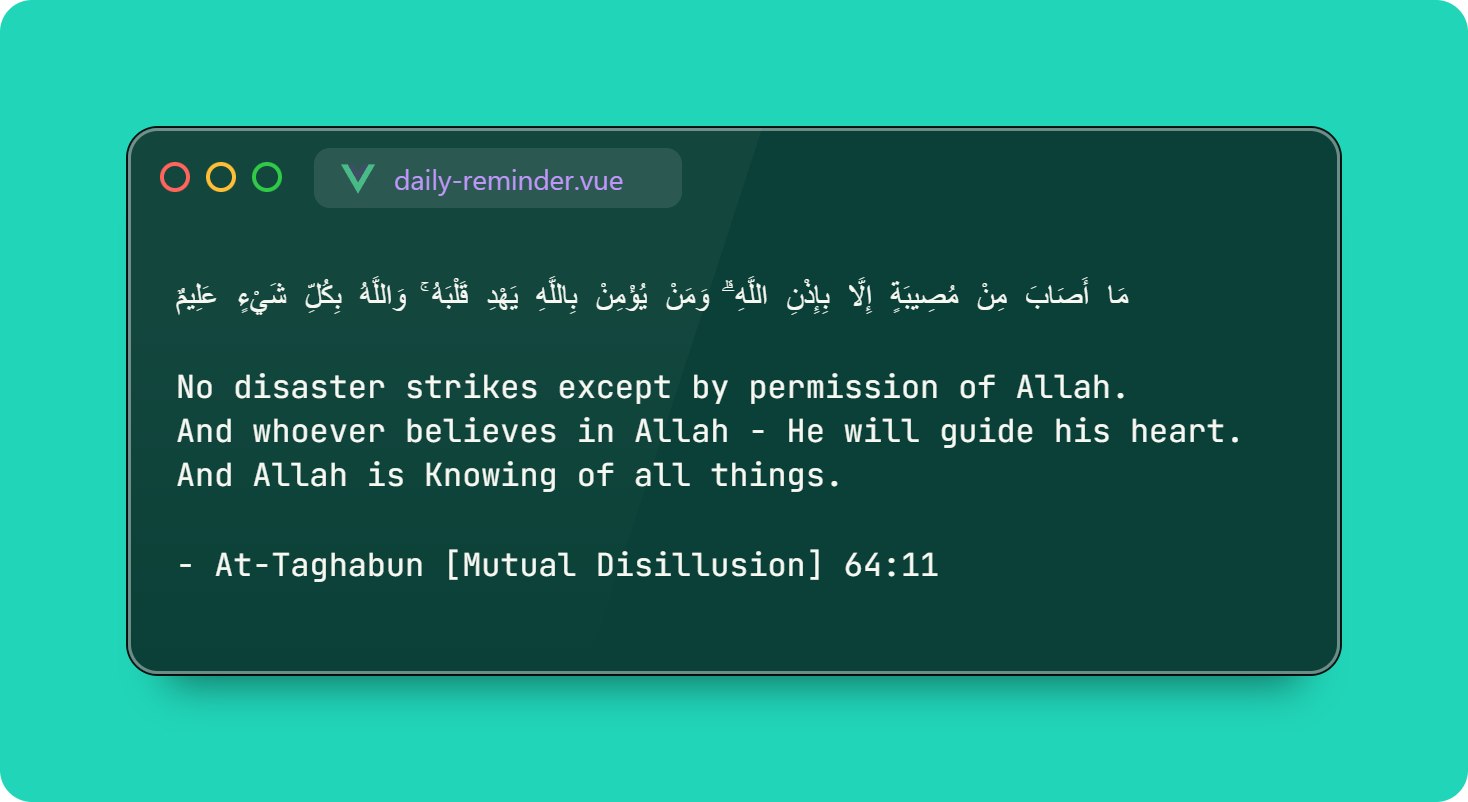 daily-reminder.vue
مَا أَصَابَ مِنْ مُصِيبَةٍ إِلَّا بِإِذْنِ اللَّهِ ۗ وَمَنْ يُؤْمِنْ بِاللَّهِ يَهْدِ قَلْبَهُ ۚ وَاللَّهُ بِكُلِّ شَيْءٍ عَلِيمٌ
No disaster strikes except by permission of Allah.
And whoever believes in Allah - He will guide his heart.
And Allah is Knowing of all things.
- At-Taghabun [Mutual Disillusion] 64:11